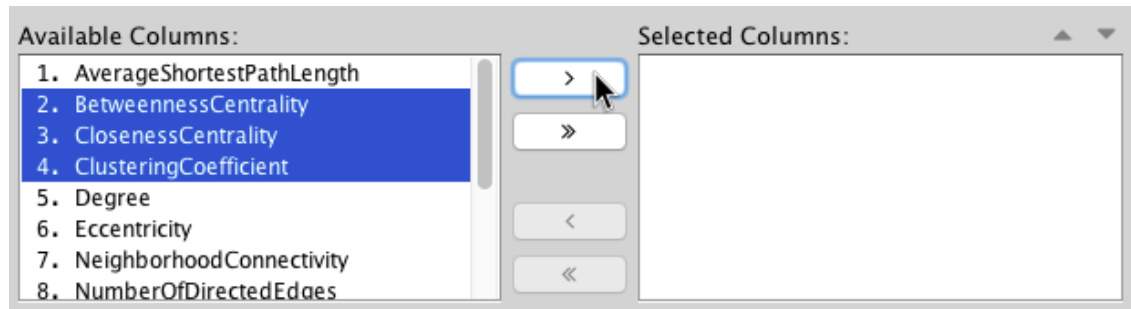 Available Columns:
1. AverageShortestPathLength
2. BetweennessCentrality
3. ClosenessCentrality
4. ClusteringCoefficient
5. Degree
6. Eccentricity
7. NeighborhoodConnectivity
8. NumberOfDirectedEdges
>
»
<
«
Selected Columns: